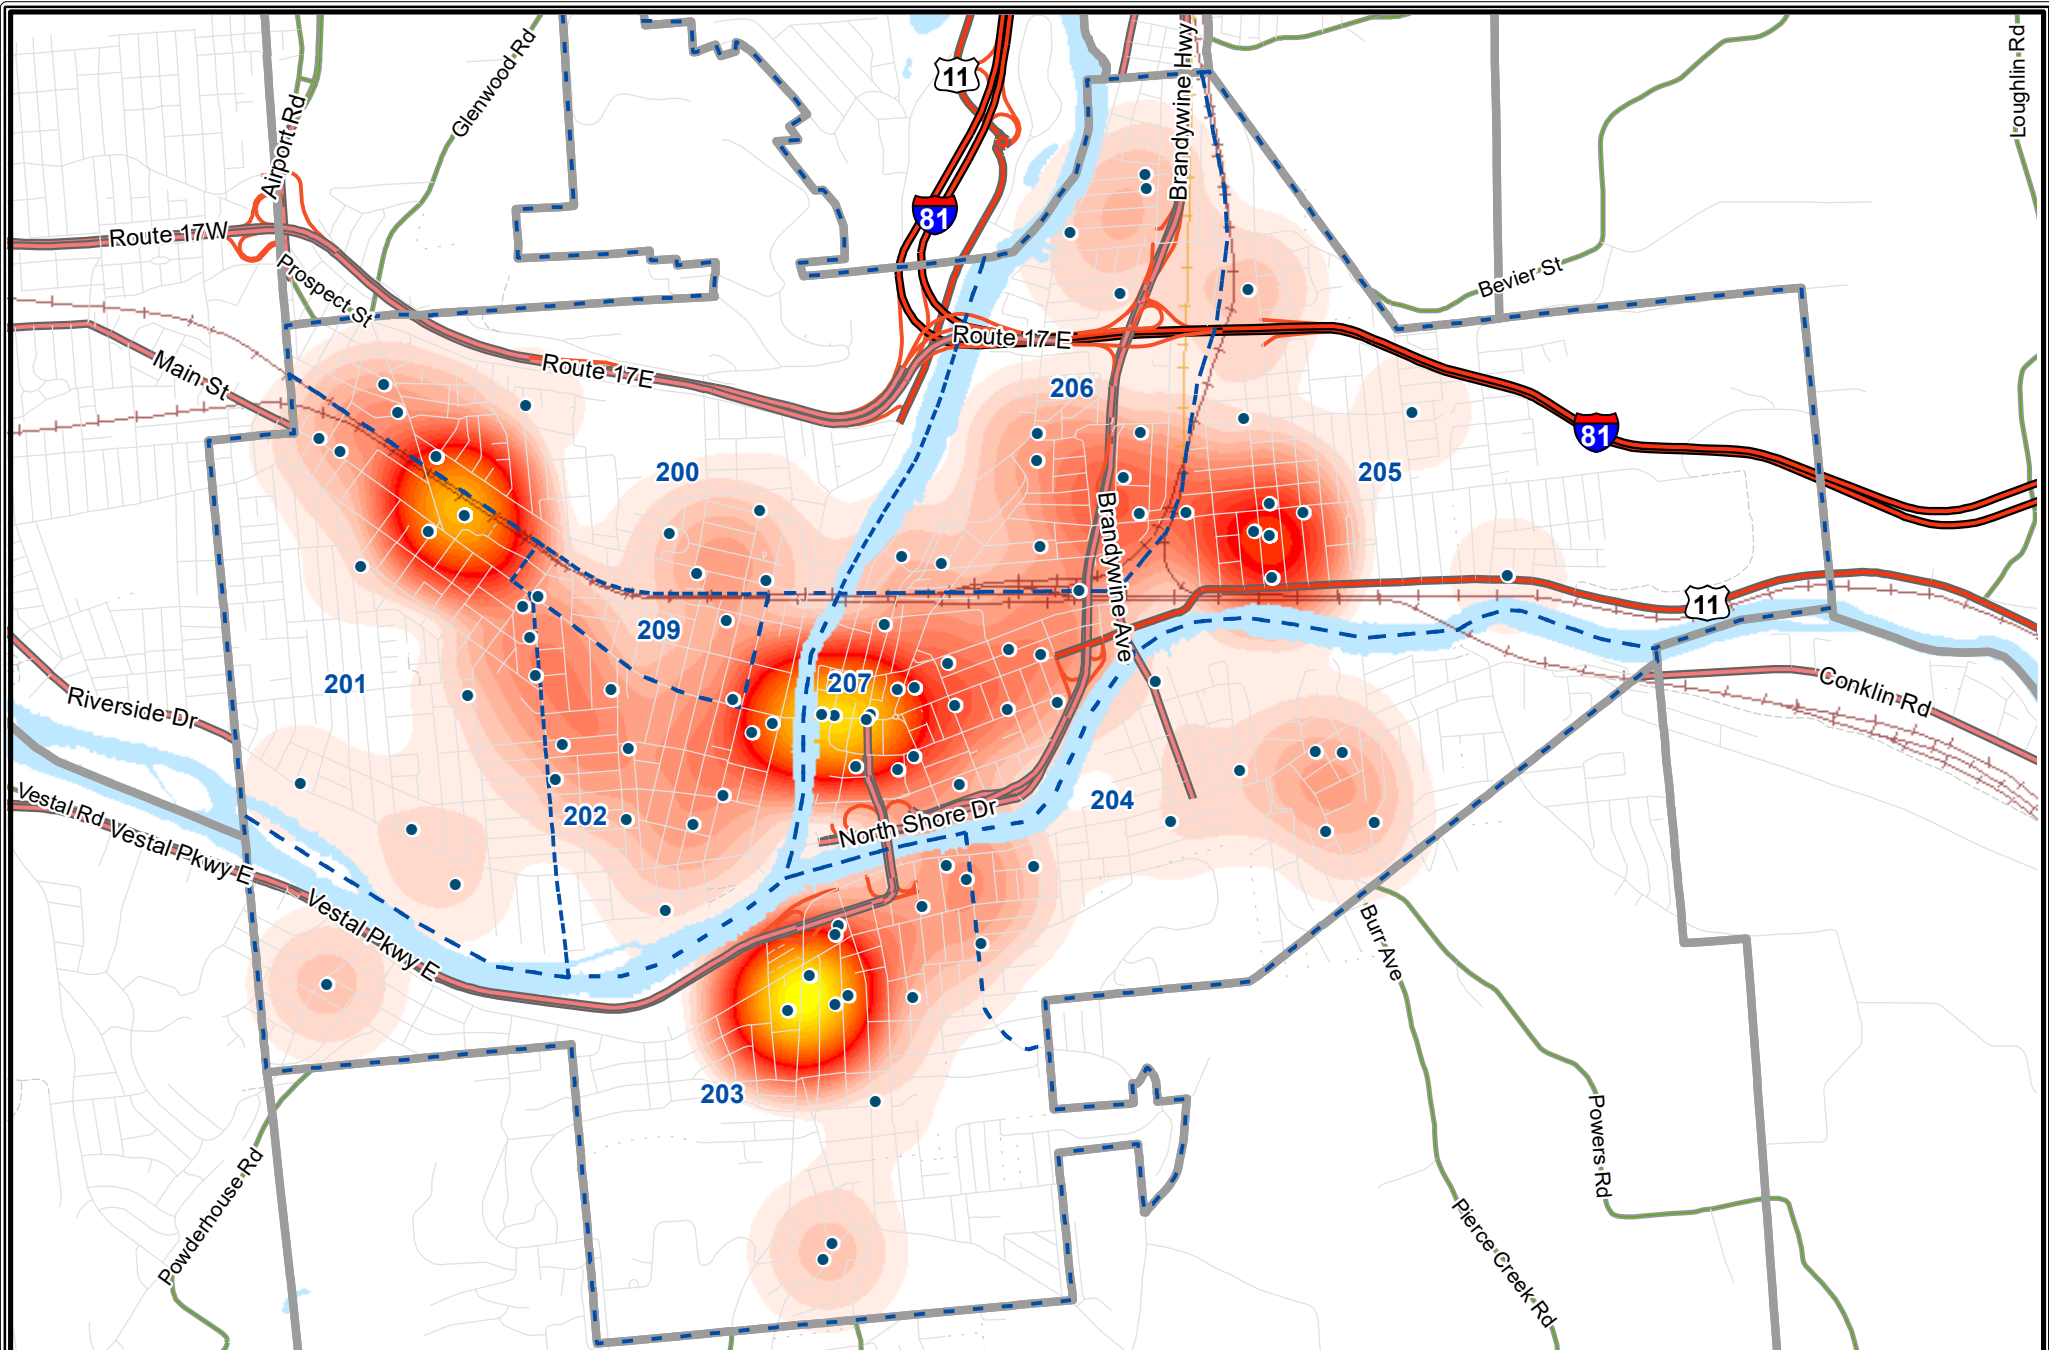 11
Brandywine Hwy
Loughlin Rd
Glenwood Rd
Airport Rd
81
Route 17W
Prospect St
Bevier St
Route 17 E
Main St
Route 17E
206
81
200
205
Brandywine Ave
11
209
201
207
Riverside Dr
Conklin Rd
Vestal Rd
Vestal Pkwy E
202
204
North Shore Dr
Vestal Pkwy E
Burr Ave
203
Powers Rd
Powderhouse Rd
Pierce Creek Rd